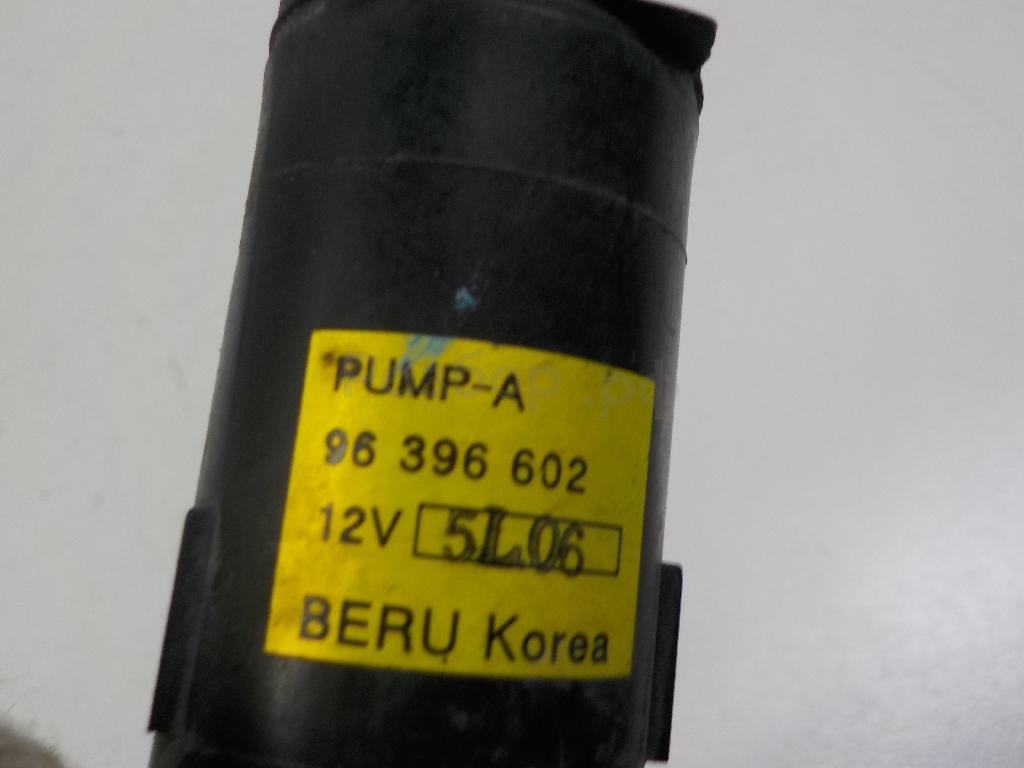 PUMP-A
96 396 602
12V 5L06
BERU Korea